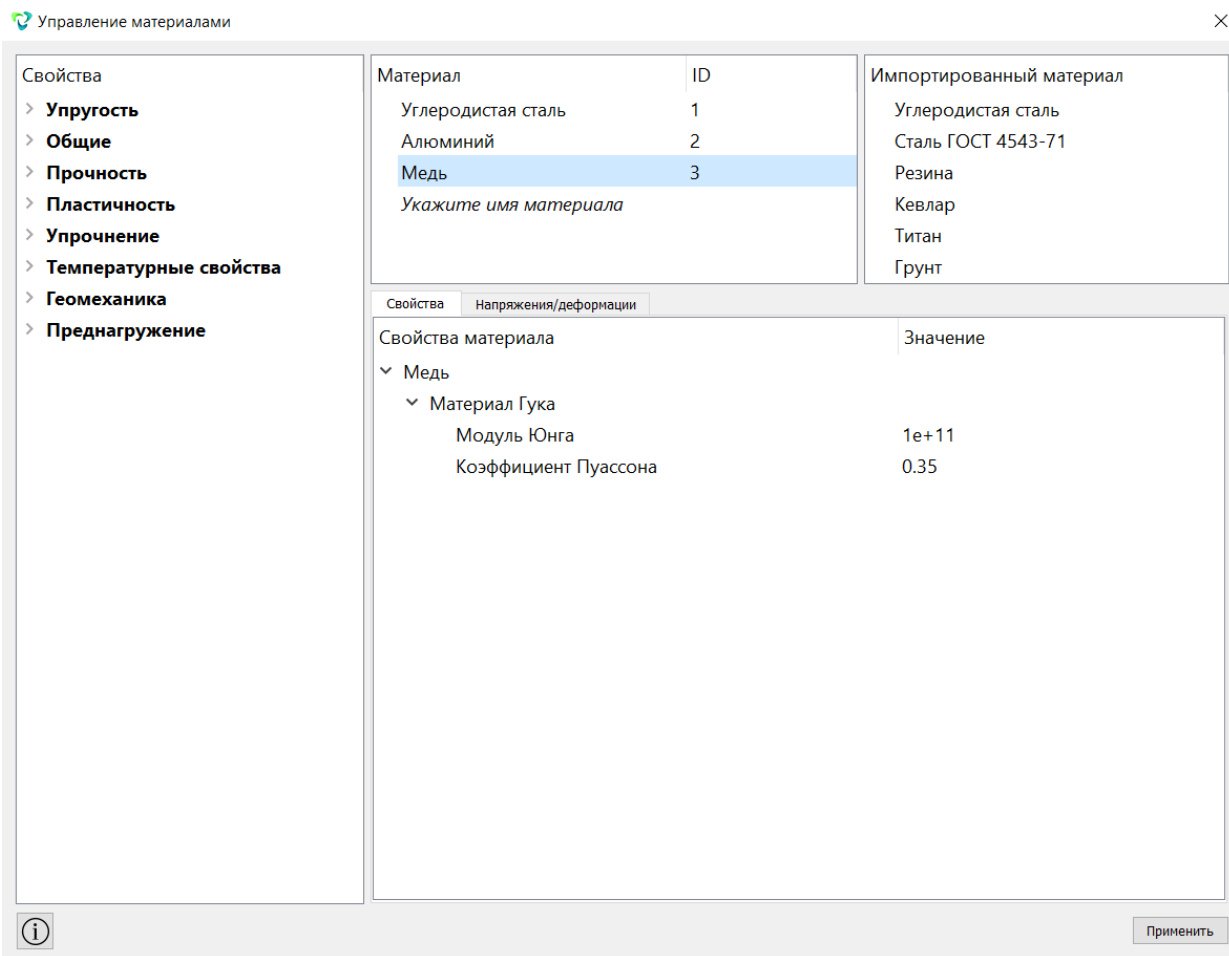 Управление материалами
Свойства
Упругость
Общие
Прочность
Пластичность
Упрочнение
Температурные свойства
Геомеханика
Преднагружение
Материал ID
Углеродистая сталь 1
Алюминий 2
Медь 3
Укажите имя материала
Импортированный материал
Углеродистая сталь
Сталь ГОСТ 4543-71
Резина
Кевлар
Титан
Грунт
Свойства Напряжения/деформации
Свойства материала Значение
Медь
Материал Гука
Модуль Юнга 1e+11
Коэффициент Пуассона 0.35
Применить